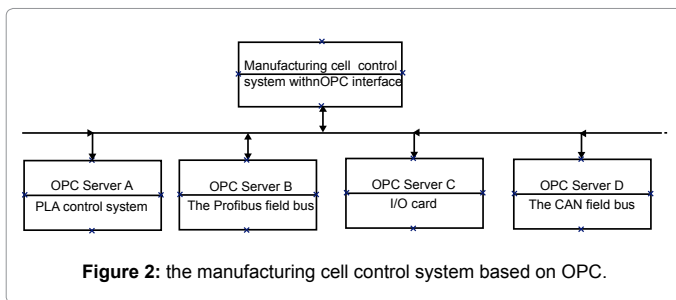 Manufacturing cell control
system withnOPC interface
OPC Server A
PLA control system
OPC Server B
The Profibus field bus
OPC Server C
I/O card
OPC Server D
The CAN field bus
Figure 2: the manufacturing cell control system based on OPC.